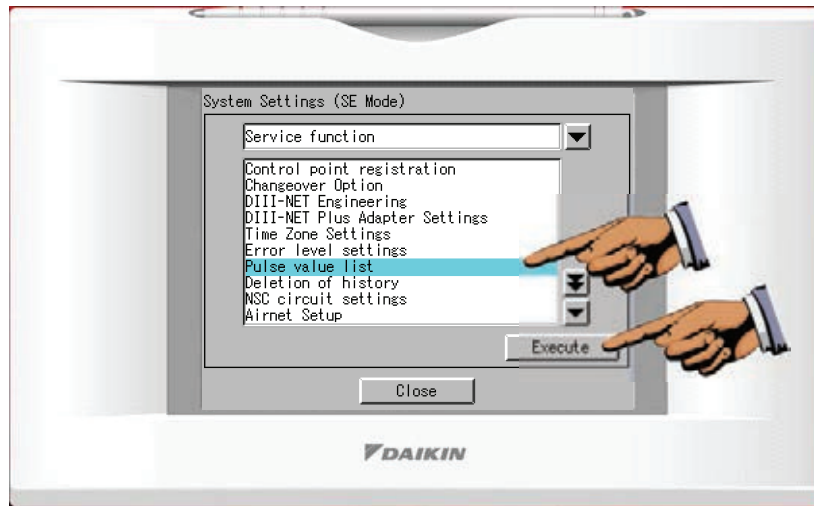 System Settings (SE Mode)
Service function
Control point registration
Changeover Option
DIII-NET Engineering
DIII-NET Plus Adapter Settings
Time Zone Settings
Error level settings
Pulse value list
Deletion of history
NSC circuit settings
Airnet Setup
Execute
Close
DAIKIN